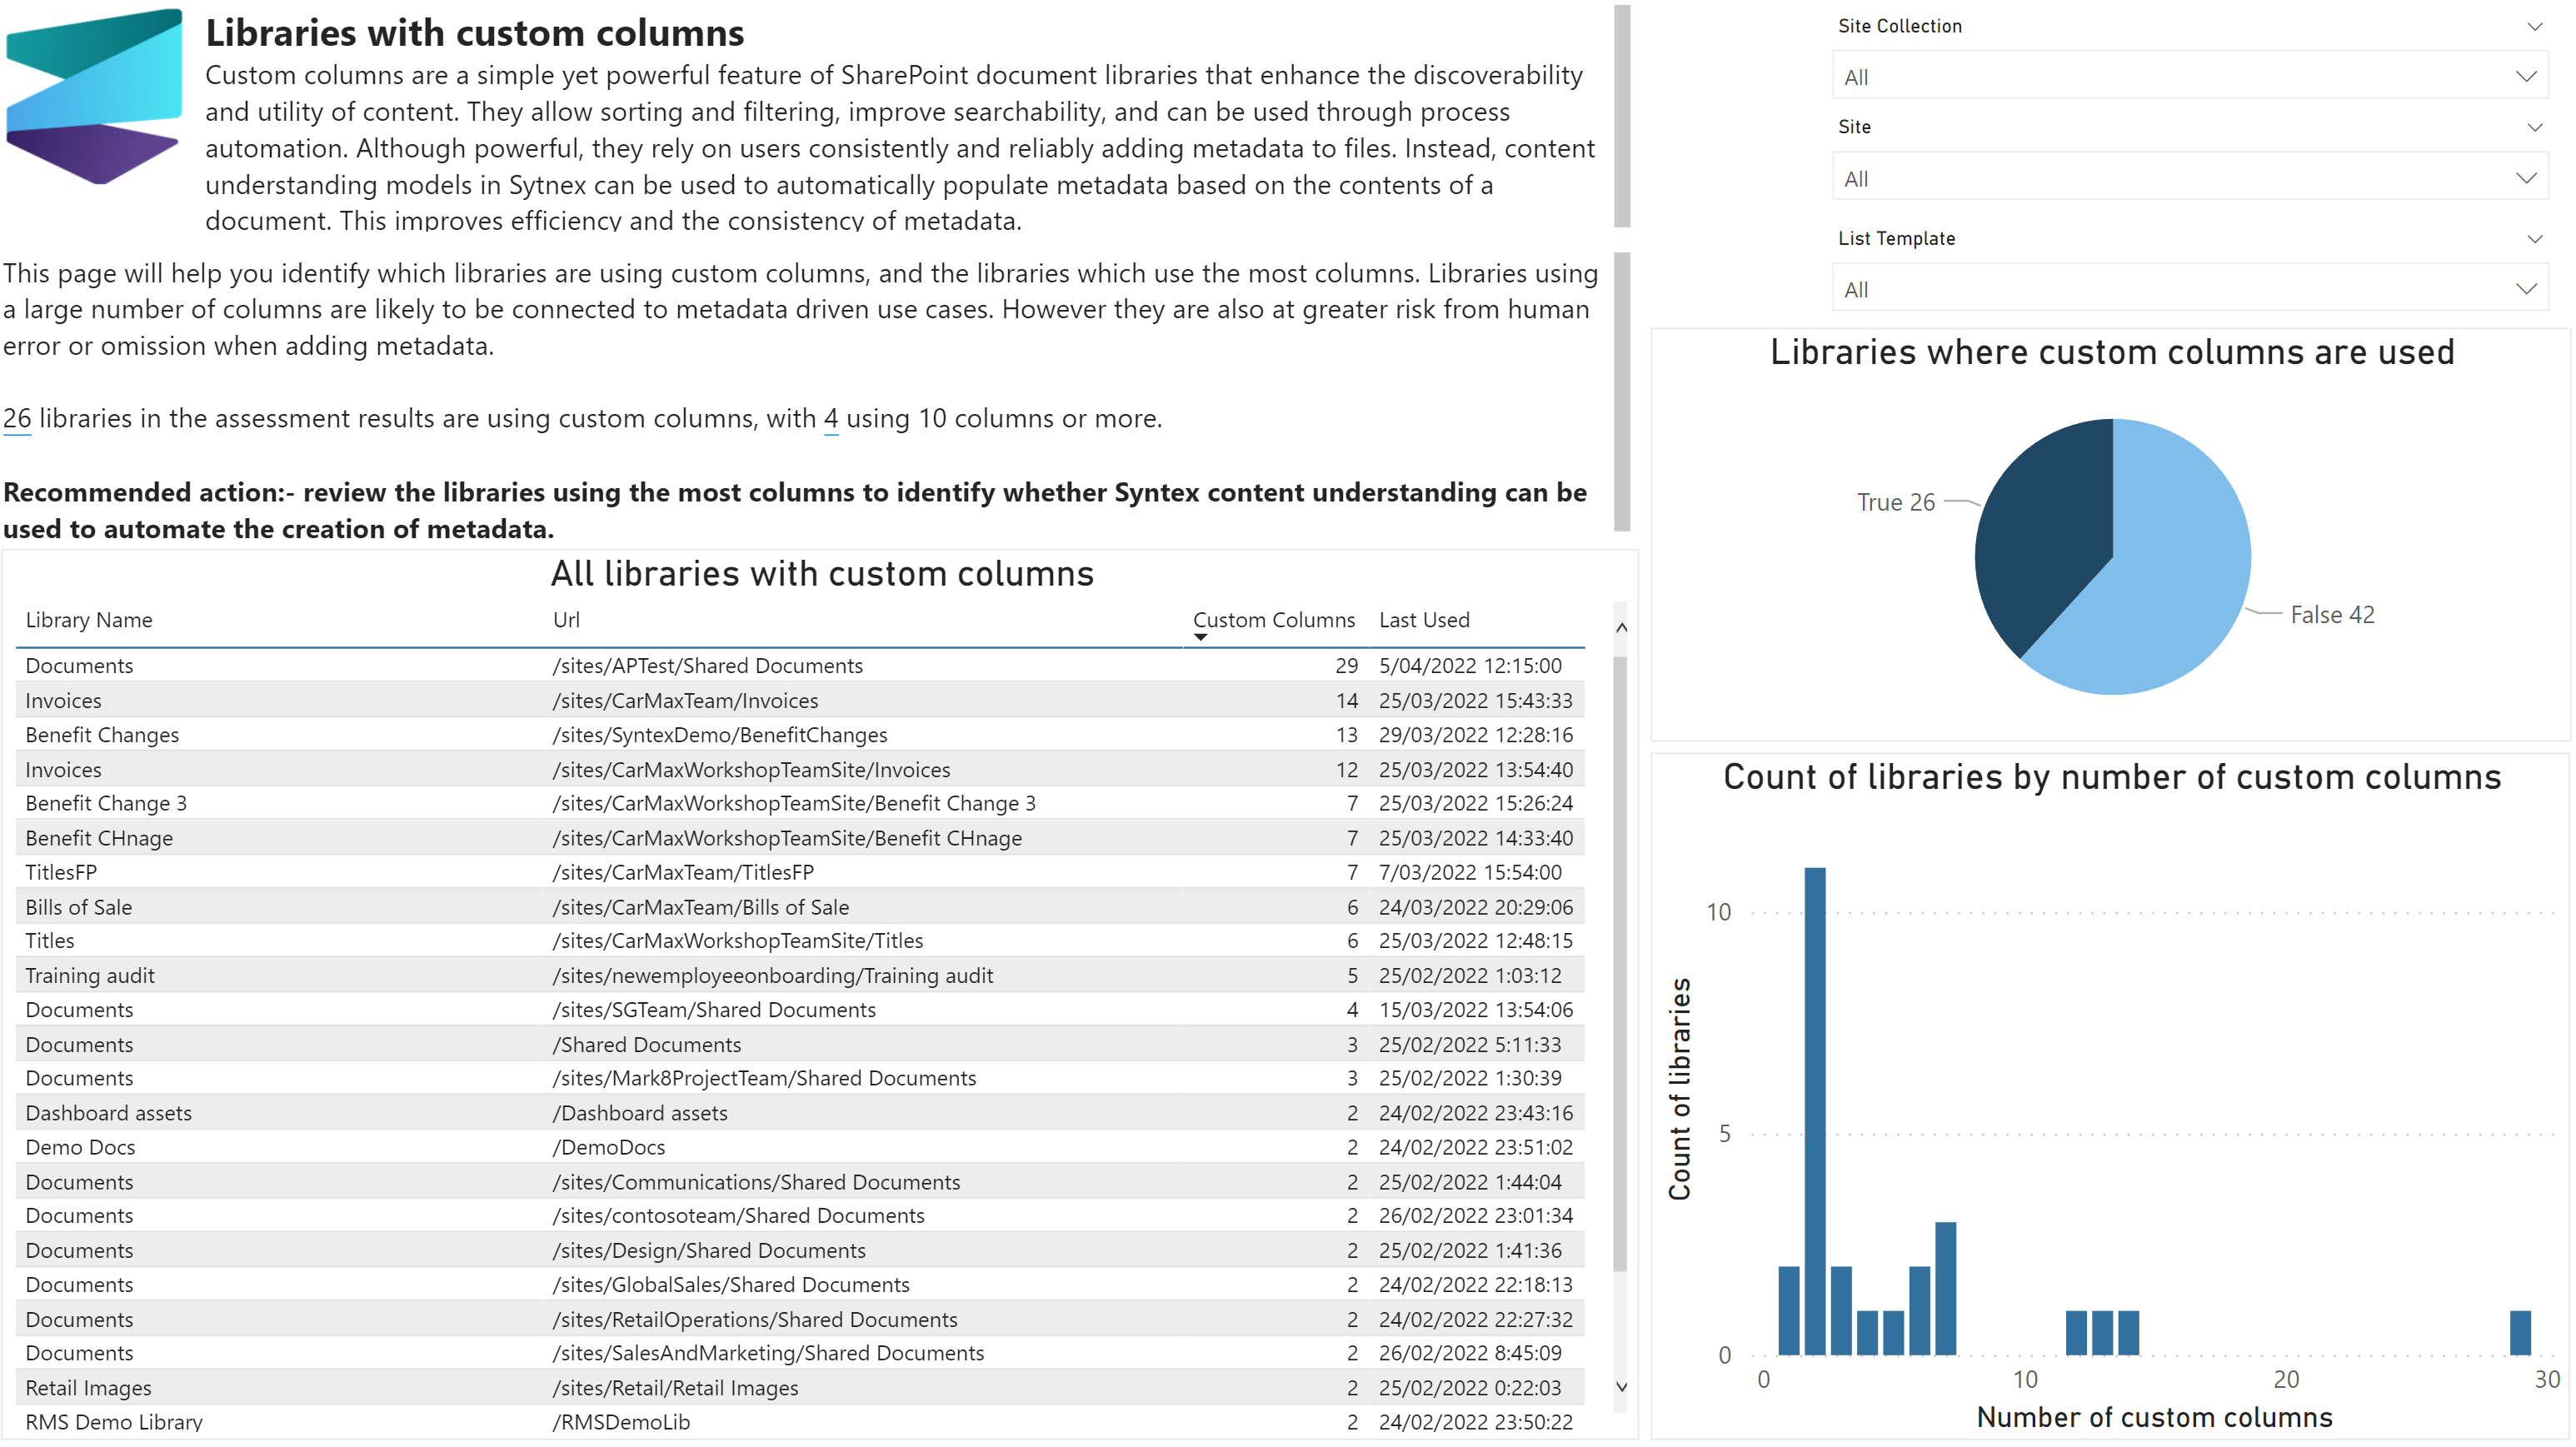 Libraries with custom columns
Custom columns are a simple yet powerful feature of SharePoint document libraries that enhance the discoverability
and utility of content. They allow sorting and filtering, improve searchability, and can be used through process
automation. Although powerful, they rely on users consistently and reliably adding metadata to files. Instead, content
understanding models in Sytnex can be used to automatically populate metadata based on the contents of a
document. This improves efficiency and the consistency of metadata.
This page will help you identify which libraries are using custom columns, and the libraries which use the most columns. Libraries using
a large number of columns are likely to be connected to metadata driven use cases. However they are also at greater risk from human
error or omission when adding metadata.
26 libraries in the assessment results are using custom columns, with 4 using 10 columns or more.
Recommended action:- review the libraries using the most columns to identify whether Syntex content understanding can be
used to automate the creation of metadata.
All libraries with custom columns
Library Name Url Custom Columns Last Used
Documents /sites/APTest/Shared Documents 29 5/04/2022 12:15:00
Invoices /sites/CarMaxTeam/Invoices 14 25/03/2022 15:43:33
Benefit Changes /sites/SyntexDemo/BenefitChanges 13 29/03/2022 12:28:16
Invoices /sites/CarMaxWorkshopTeamSite/Invoices 12 25/03/2022 13:54:40
Benefit Change 3 /sites/CarMaxWorkshopTeamSite/Benefit Change 3 7 25/03/2022 15:26:24
Benefit CHnage /sites/CarMaxWorkshopTeamSite/Benefit CHnage 7 25/03/2022 14:33:40
TitlesFP /sites/CarMaxTeam/TitlesFP 7 7/03/2022 15:54:00
Bills of Sale /sites/CarMaxTeam/Bills of Sale 6 24/03/2022 20:29:06
Titles /sites/CarMaxWorkshopTeamSite/Titles 6 25/03/2022 12:48:15
Training audit /sites/newemployeeonboarding/Training audit 5 25/02/2022 1:03:12
Documents /sites/SGTeam/Shared Documents 4 15/03/2022 13:54:06
Documents /Shared Documents 3 25/02/2022 5:11:33
Documents /sites/Mark8ProjectTeam/Shared Documents 3 25/02/2022 1:30:39
Dashboard assets /Dashboard assets 2 24/02/2022 23:43:16
Demo Docs /DemoDocs 2 24/02/2022 23:51:02
Documents /sites/Communications/Shared Documents 2 25/02/2022 1:44:04
Documents /sites/contosoteam/Shared Documents 2 26/02/2022 23:01:34
Documents /sites/Design/Shared Documents 2 25/02/2022 1:41:36
Documents /sites/GlobalSales/Shared Documents 2 24/02/2022 22:18:13
Documents /sites/RetailOperations/Shared Documents 2 24/02/2022 22:27:32
Documents /sites/SalesAndMarketing/Shared Documents 2 26/02/2022 8:45:09
Retail Images /sites/Retail/Retail Images 2 25/02/2022 0:22:03
RMS Demo Library /RMSDemoLib 2 24/02/2022 23:50:22
Site Collection
All
Site
All
List Template
All
Libraries where custom columns are used
True 26
False 42
Count of libraries by number of custom columns
Count of libraries
10
5
0
0 10 20 30
Number of custom columns